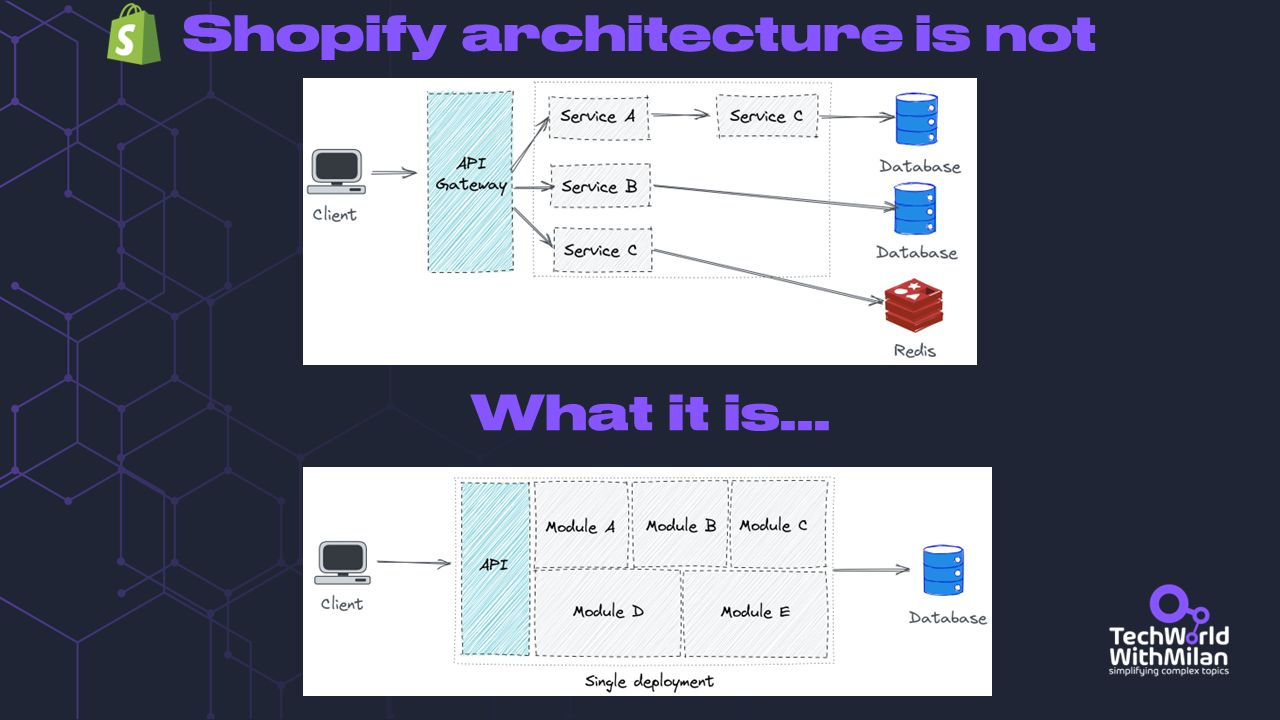 Shopify architecture is not
Service A
Service C
API
Gateway
Service B
Service C
Client
Database
Database
Redis
What it is...
Client
API
Module A
Module B
Module C
Module D
Module E
Database
Single deployment
TechWorld
WithMilan
simplifying complex topics